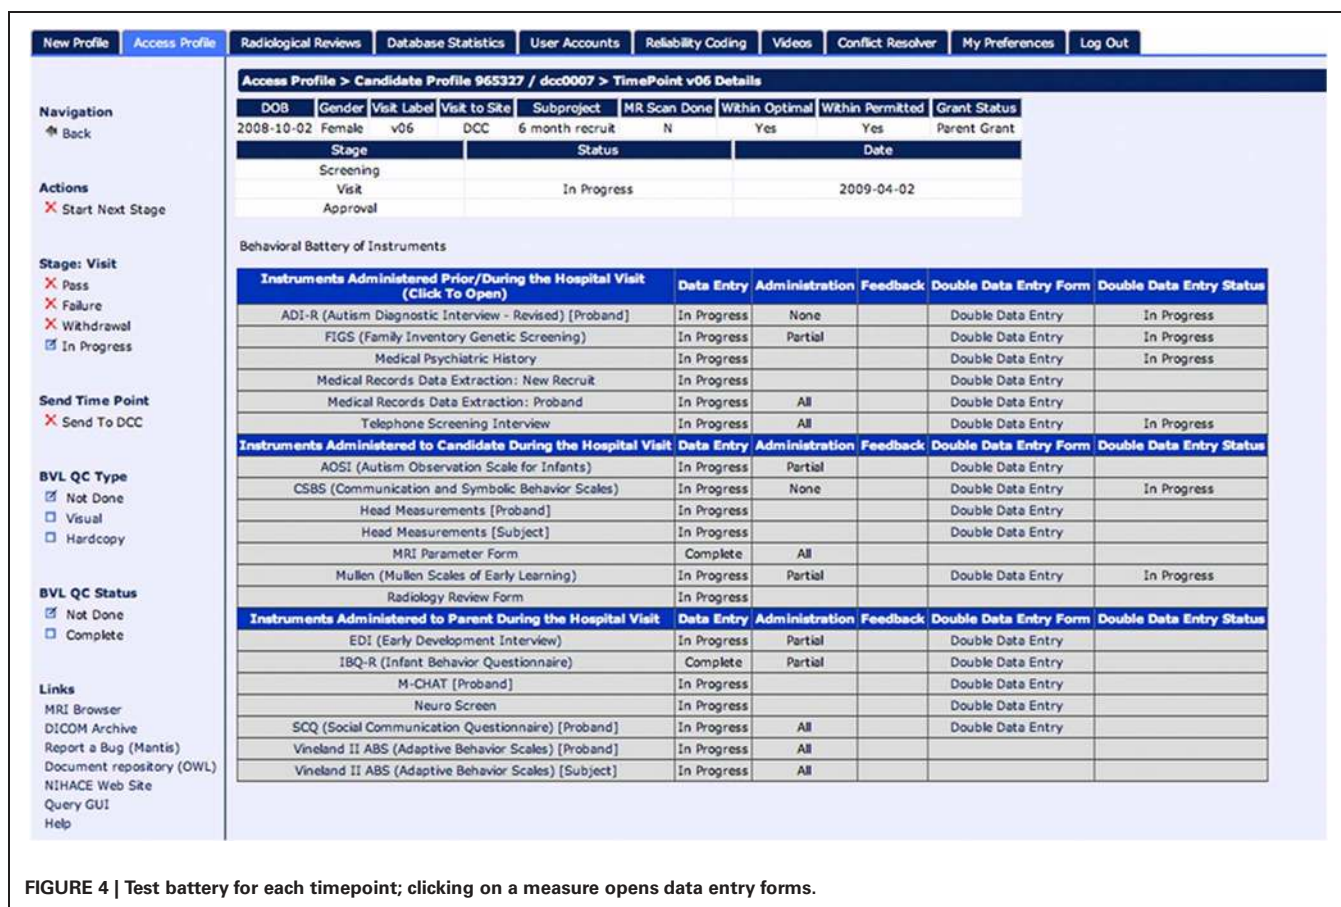 New Profile Access Profile Radiological Reviews Database Statistics User Accounts Reliability Coding Videos Conflict Resolver My Preferences Log Out
Navigation
Back
Actions
Start Next Stage
Stage: Visit
Pass
Failure
Withdrawal
In Progress
Send Time Point
Send To DCC
BVL QC Type
Not Done
Visual
Hardcopy
BVL QC Status
Not Done
Complete
Links
MRI Browser
DICOM Archive
Report a Bug (Mantis)
Document repository (OWL)
NIHACE Web Site
Query GUI
Help
Access Profile > Candidate Profile 965327 / dcc0007 > TimePoint v06 Details
DOB Gender Visit Label Visit to Site Subproject MR Scan Done Within Optimal Within Permitted Grant Status
2008-10-02 Female v06 DCC 6 month recruit N Yes Yes Parent Grant
Stage Status Date
Screening
Visit In Progress 2009-04-02
Approval
Behavioral Battery of Instruments
Instruments Administered Prior/During the Hospital Visit
(Click To Open) Data Entry Administration Feedback Double Data Entry Form Double Data Entry Status
ADI-R (Autism Diagnostic Interview - Revised) [Proband] In Progress None Double Data Entry In Progress
FIGS (Family Inventory Genetic Screening) In Progress Partial Double Data Entry In Progress
Medical Psychiatric History In Progress Double Data Entry In Progress
Medical Records Data Extraction: New Recruit In Progress Double Data Entry
Medical Records Data Extraction: Proband In Progress All Double Data Entry
Telephone Screening Interview In Progress All Double Data Entry In Progress
Instruments Administered to Candidate During the Hospital Visit Data Entry Administration Feedback Double Data Entry Form Double Data Entry Status
AOSI (Autism Observation Scale for Infants) In Progress Partial Double Data Entry
CSBS (Communication and Symbolic Behavior Scales) In Progress None Double Data Entry In Progress
Head Measurements [Proband] In Progress Double Data Entry
Head Measurements [Subject] In Progress Double Data Entry
MRI Parameter Form Complete All
Mullen (Mullen Scales of Early Learning) In Progress Partial Double Data Entry In Progress
Radiology Review Form In Progress
Instruments Administered to Parent During the Hospital Visit Data Entry Administration Feedback Double Data Entry Form Double Data Entry Status
EDI (Early Development Interview) In Progress Partial Double Data Entry
IBQ-R (Infant Behavior Questionnaire) Complete Partial Double Data Entry
M-CHAT [Proband] In Progress Double Data Entry
Neuro Screen In Progress Double Data Entry
SCQ (Social Communication Questionnaire) [Proband] In Progress All Double Data Entry
Vineland II ABS (Adaptive Behavior Scales) [Proband] In Progress All
Vineland II ABS (Adaptive Behavior Scales) [Subject] In Progress All
FIGURE 4 | Test battery for each timepoint; clicking on a measure opens data entry forms.